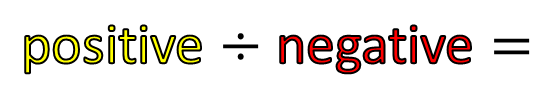 positive ÷ negative =